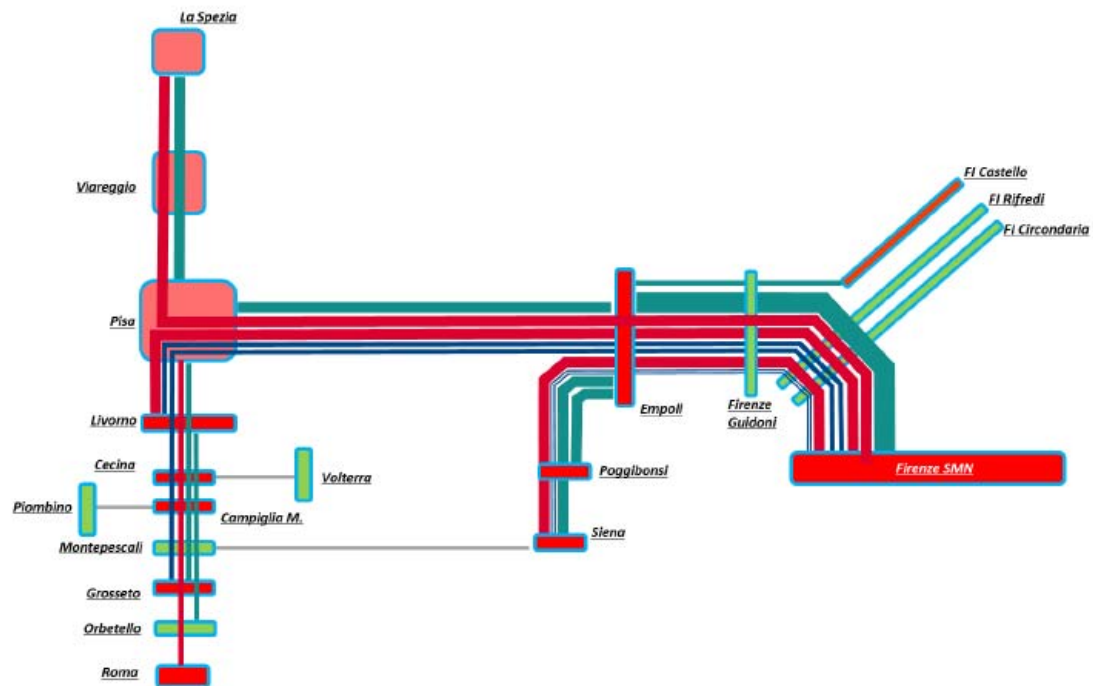 La Spezia
Viareggio
FI Castello
FI Rifredi
FI Circondaria
Pisa
Empoli
Firenze
Guidoni
Livorno
Cecina
Volterra
Poggibonsi
Firenze SMN
Piombino
Campiglia M.
Siena
Montepescali
Grosseto
Orbetello
Roma